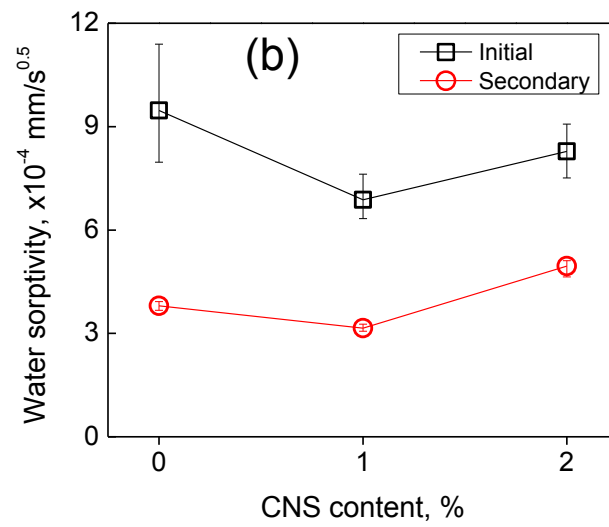 12
(b)
Initial
Secondary
9
6
3
0
Water sorptivity, x10⁻⁴ mm/s⁰·⁵
0 1 2
CNS content, %